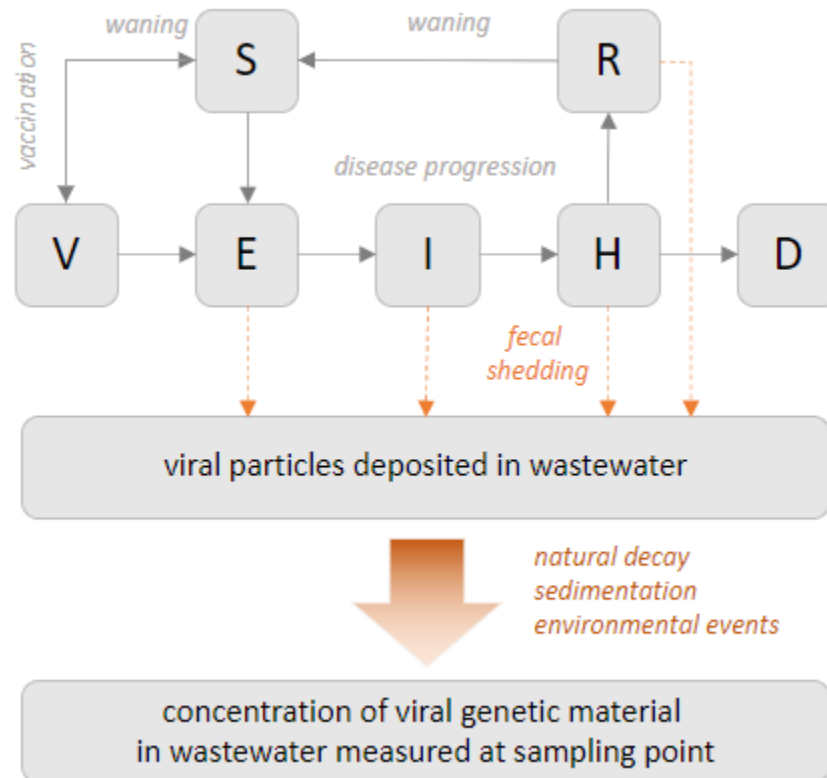 waning
waning
S
R
vaccination
disease progression
V
E
I
H
D
fecal
shedding
viral particles deposited in wastewater
natural decay
sedimentation
environmental events
concentration of viral genetic material
in wastewater measured at sampling point